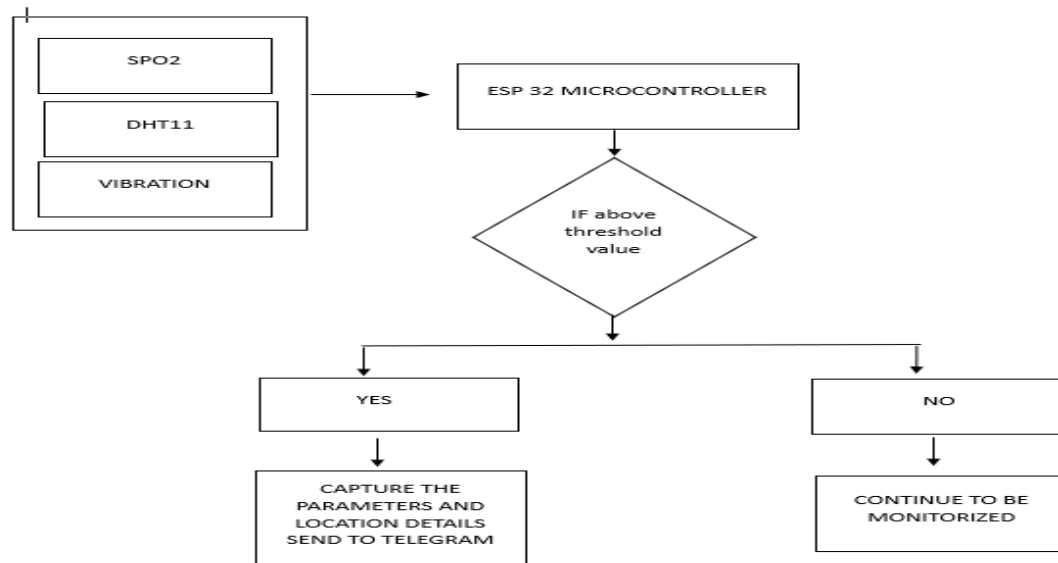 SPO2
DHT11
VIBRATION
ESP 32 MICROCONTROLLER
IF above
threshold
value
YES
NO
CAPTURE THE
PARAMETERS AND
LOCATION DETAILS
SEND TO TELEGRAM
CONTINUE TO BE
MONITORIZED